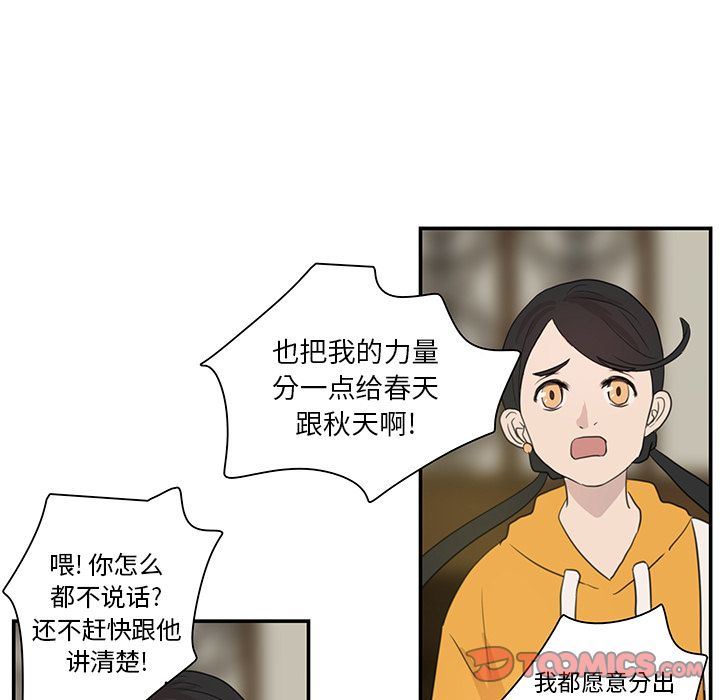 也把我的力量
分一点给春天
跟秋天啊!
喂! 你怎么
都不说话?
还不赶快跟他
讲清楚!
我都愿意分出
DAYCOMICS
TOOMICS.COM